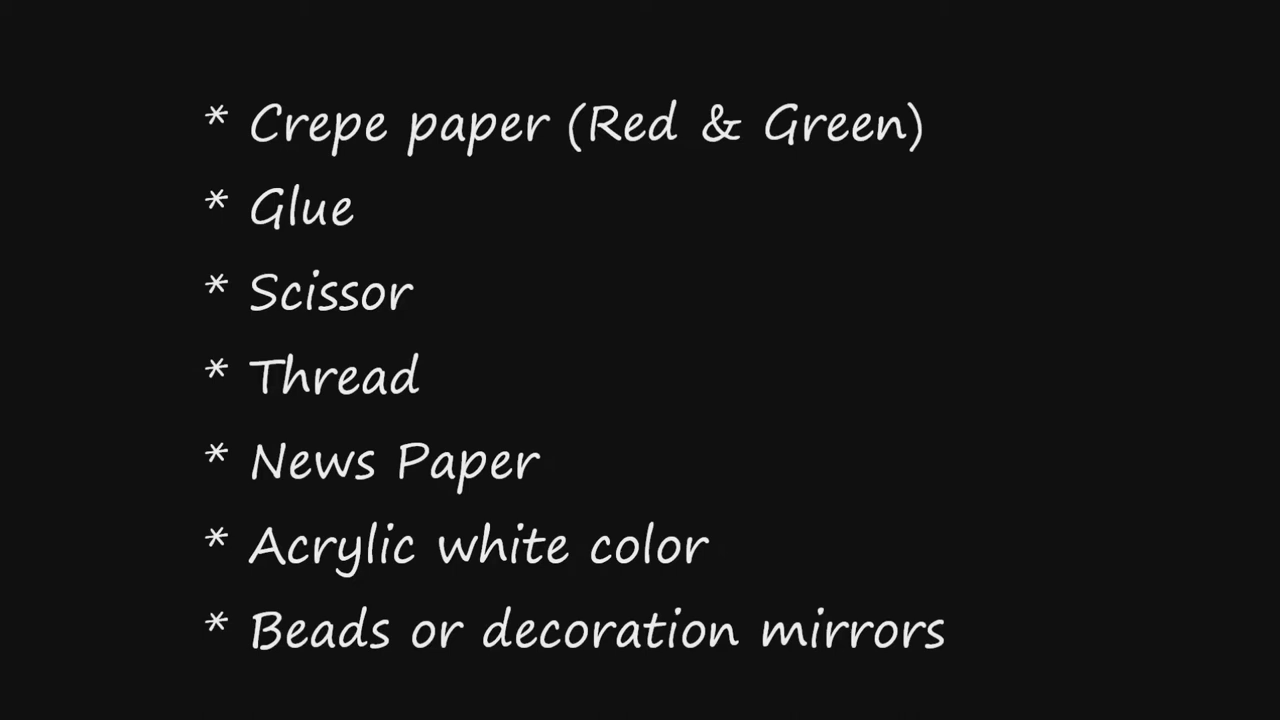 * Crepe paper (Red & Green)
* Glue
* Scissor
* Thread
* News Paper
* Acrylic white color
* Beads or decoration mirrors